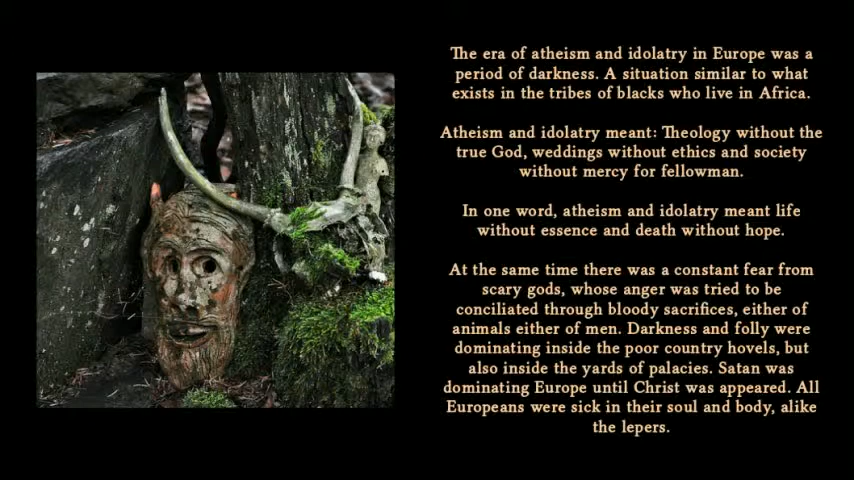 The era of atheism and idolatry in Europe was a
period of darkness. A situation similar to what
exists in the tribes of blacks who live in Africa.
Atheism and idolatry meant: Theology without the
true God, weddings without ethics and society
without mercy for fellowman.
In one word, atheism and idolatry meant life
without essence and death without hope.
At the same time there was a constant fear from
scary gods, whose anger was tried to be
conciliated through bloody sacrifices, either of
animals either of men. Darkness and folly were
dominating inside the poor country hovels, but
also inside the yards of palacies. Satan was
dominating Europe until Christ was appeared. All
Europeans were sick in their soul and body, alike
the lepers.